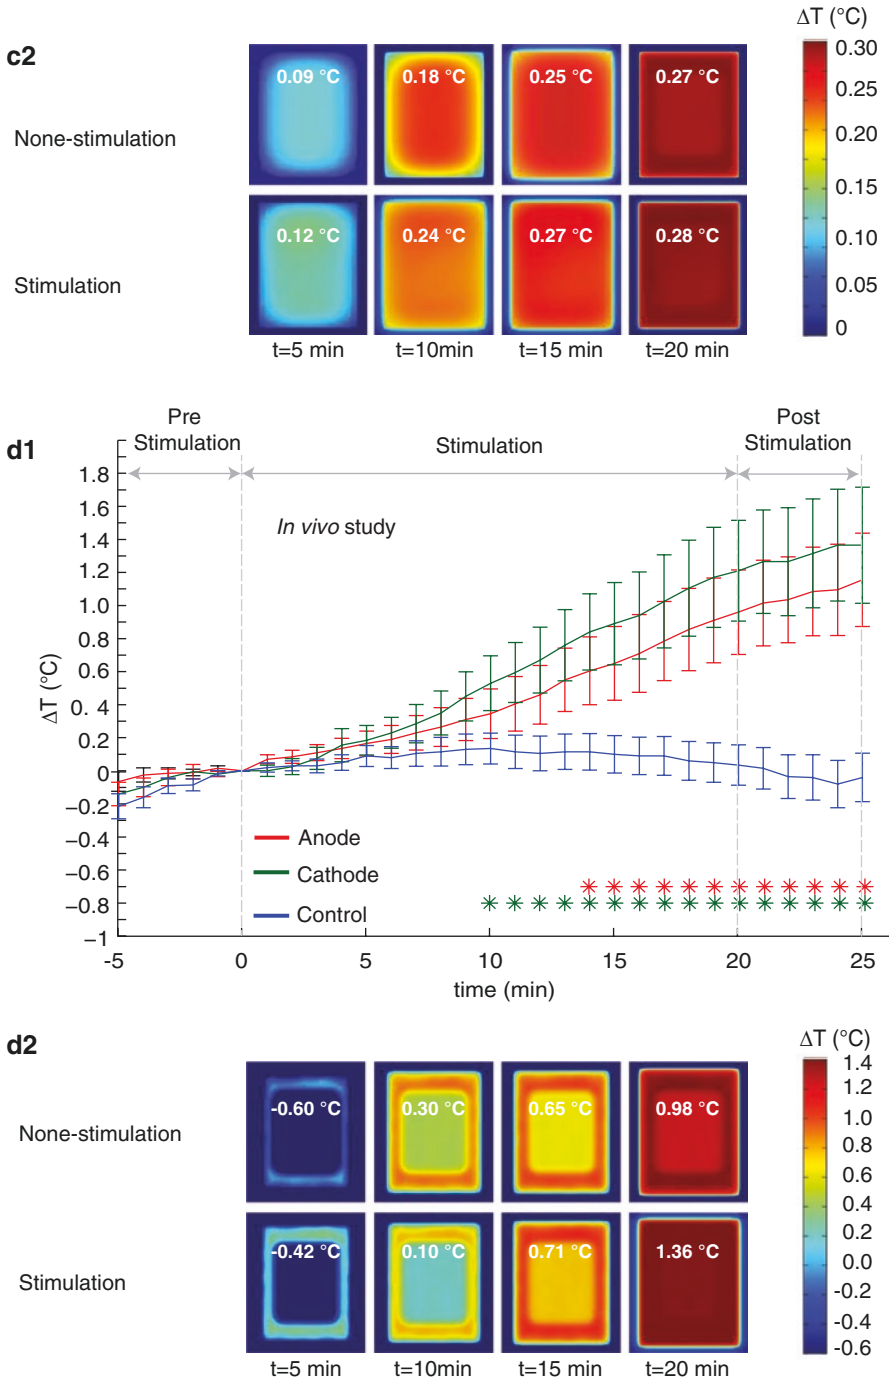 c2
ΔT (°C)
None-stimulation
0.09 °C 0.18 °C 0.25 °C 0.27 °C
Stimulation
0.12 °C 0.24 °C 0.27 °C 0.28 °C
t=5 min t=10min t=15 min t=20 min
0.30
0.25
0.20
0.15
0.10
0.05
0
d1
Pre
Stimulation
Stimulation
Post
Stimulation
In vivo study
ΔT (°C)
1.8
1.6
1.4
1.2
1.0
0.8
0.6
0. 4
0.2
0
−0.2
−0.4
−0.6
−0.8
−1
Anode
Cathode
Control
-5 0 5 10 15 20 25
time (min)
d2
ΔT (°C)
None-stimulation
-0.60 °C 0.30 °C 0.65 °C 0.98 °C
Stimulation
-0.42 °C 0.10 °C 0.71 °C 1.36 °C
t=5 min t=10min t=15 min t=20 min
1.4
1.2
1.0
0.8
0.6
0.4
0.2
0.0
-0.2
-0.4
-0.6